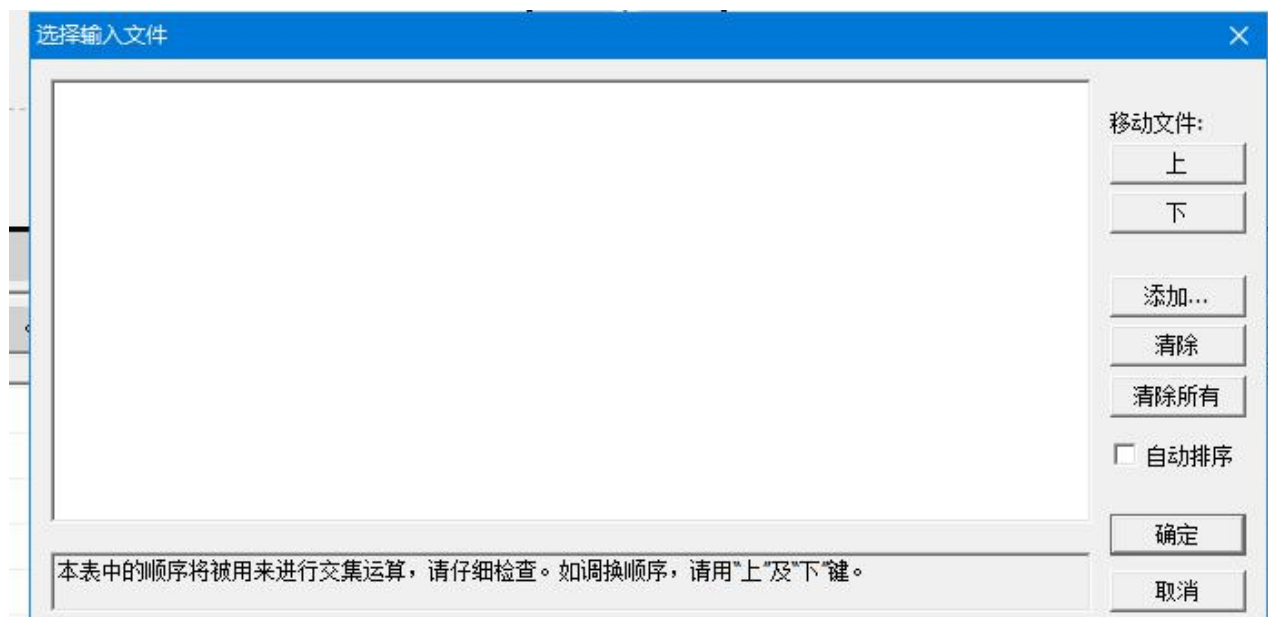 选择输入文件
移动文件:
上
下
添加...
清除
清除所有
自动排序
确定
取消
本表中的顺序将被用来进行交集运算，请仔细检查。如调换顺序，请用"上"及"下"键。